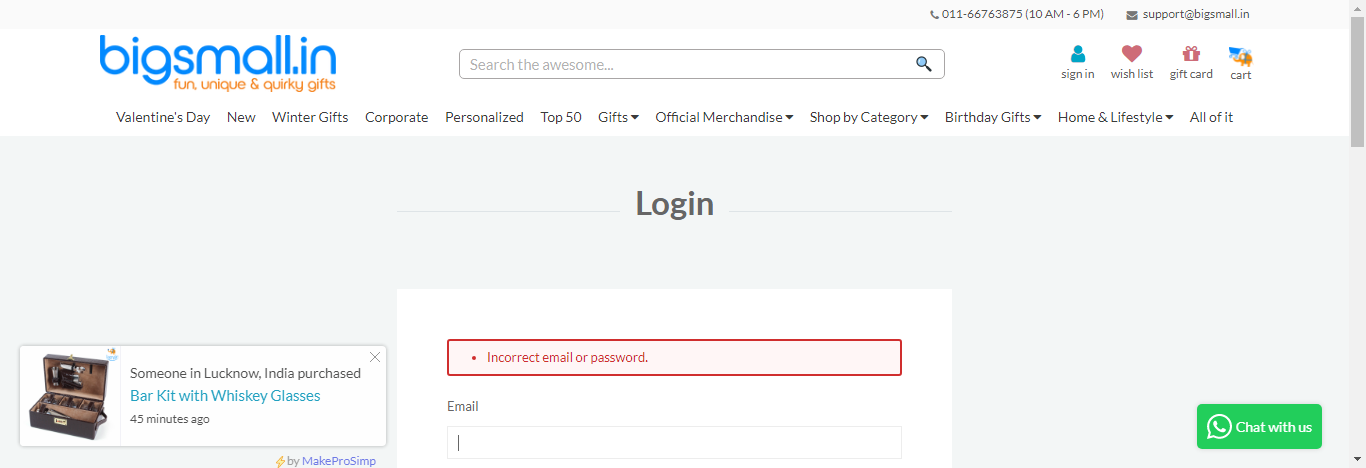 011-66763875 (10 AM - 6 PM) support@bigsmall.in
bigsmall.in
fun, unique & quirky gifts
Search the awesome...
sign in wish list gift card cart
Valentine's Day New Winter Gifts Corporate Personalized Top 50 Gifts Official Merchandise Shop by Category Birthday Gifts Home & Lifestyle All of it
Login
Incorrect email or password.
Email
Someone in Lucknow, India purchased
Bar Kit with Whiskey Glasses
45 minutes ago
by MakeProSimp
Chat with us